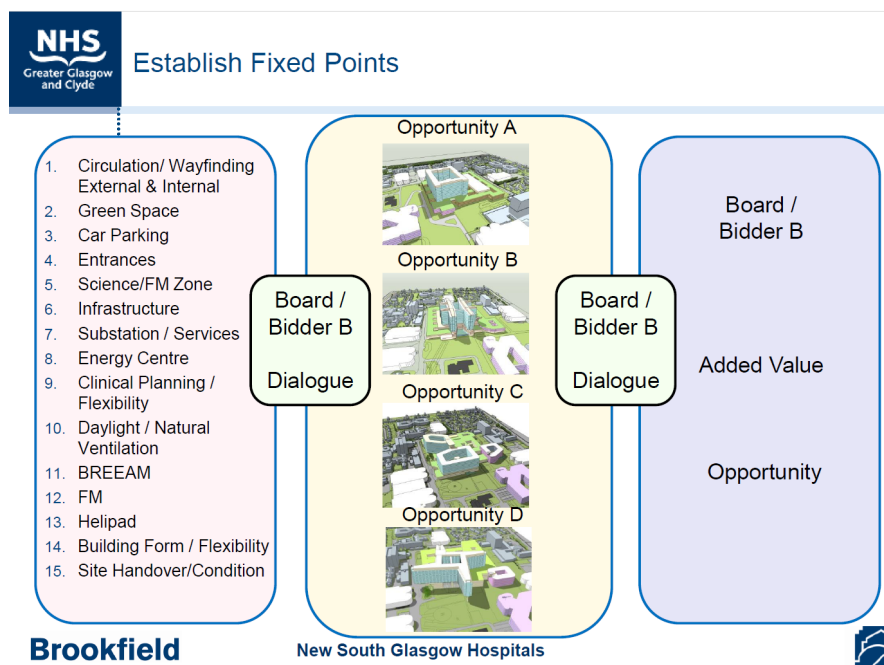 NHS
Greater Glasgow
and Clyde
Establish Fixed Points
1. Circulation/ Wayfinding
External & Internal
2. Green Space
3. Car Parking
4. Entrances
5. Science/FM Zone
6. Infrastructure
7. Substation / Services
8. Energy Centre
9. Clinical Planning /
Flexibility
10. Daylight / Natural
Ventilation
11. BREEAM
12. FM
13. Helipad
14. Building Form / Flexibility
15. Site Handover/Condition
Board /
Bidder B
Dialogue
Opportunity A
Opportunity B
Opportunity C
Opportunity D
Board /
Bidder B
Dialogue
Board /
Bidder B
Added Value
Opportunity
Brookfield
New South Glasgow Hospitals